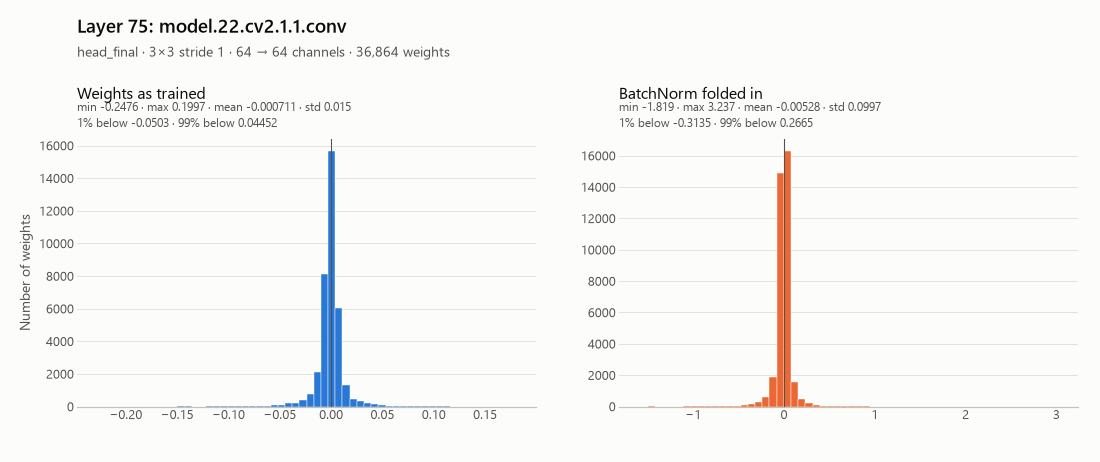 Layer 75: model.22.cv2.1.1.conv
head_final · 3×3 stride 1 · 64 → 64 channels · 36,864 weights
Weights as trained
min -0.2476 · max 0.1997 · mean -0.000711 · std 0.015
1% below -0.0503 · 99% below 0.04452
Number of weights
16000
14000
12000
10000
8000
6000
4000
2000
0
−0.20 −0.15 −0.10 −0.05 0.00 0.05 0.10 0.15
BatchNorm folded in
min -1.819 · max 3.237 · mean -0.00528 · std 0.0997
1% below -0.3135 · 99% below 0.2665
16000
14000
12000
10000
8000
6000
4000
2000
0
−1 0 1 2 3